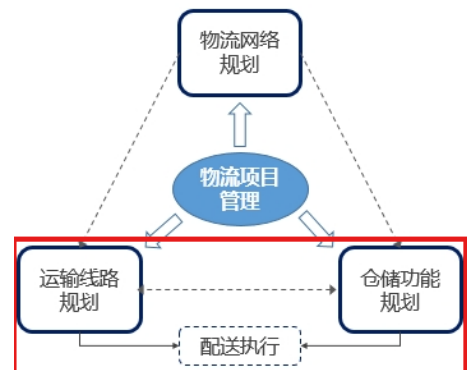 物流网络
规划
物流项目
管理
运输线路
规划
仓储功能
规划
配送执行